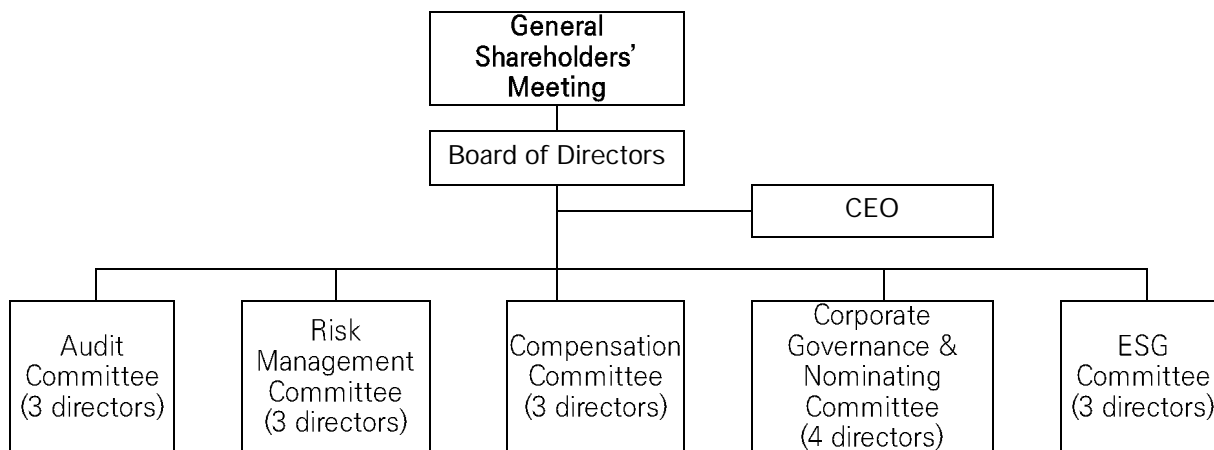 General
Shareholders’
Meeting
Board of Directors
CEO
Audit
Committee
(3 directors)
Risk
Management
Committee
(3 directors)
Compensation
Committee
(3 directors)
Corporate
Governance &
Nominating
Committee
(4 directors)
ESG
Committee
(3 directors)